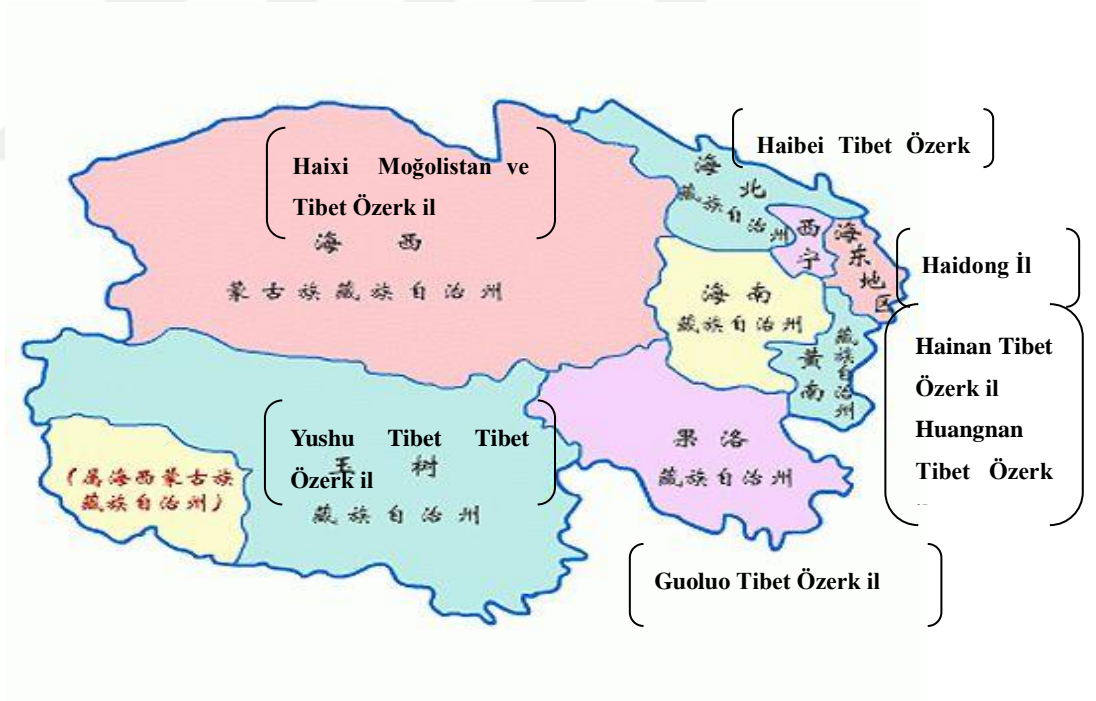 Haibei Tibet Özerk
Haixi Moğolistan ve
Tibet Özerk il
海西
蒙古族藏族自治州
海北
藏族自治州
西宁
海东地区
Haidong İl
海南
藏族自治州
黄南
藏族自治州
Hainan Tibet
Özerk il
Huangnan
Tibet Özerk
Yushu Tibet Tibet
Özerk il
玉树
藏族自治州
(属海西蒙古族
藏族自治州)
果洛
藏族自治州
Guoluo Tibet Özerk il